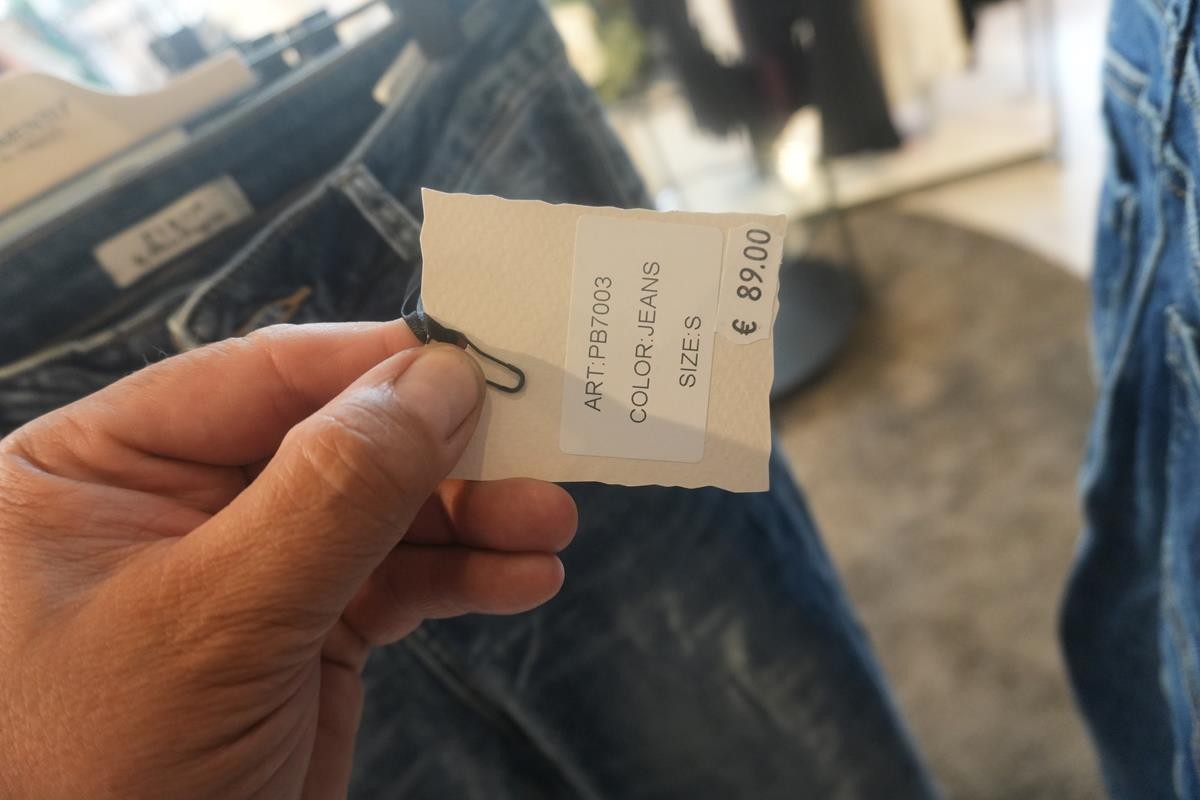 ART:PB7003
COLOR:JEANS
SIZE:S
€ 89.00